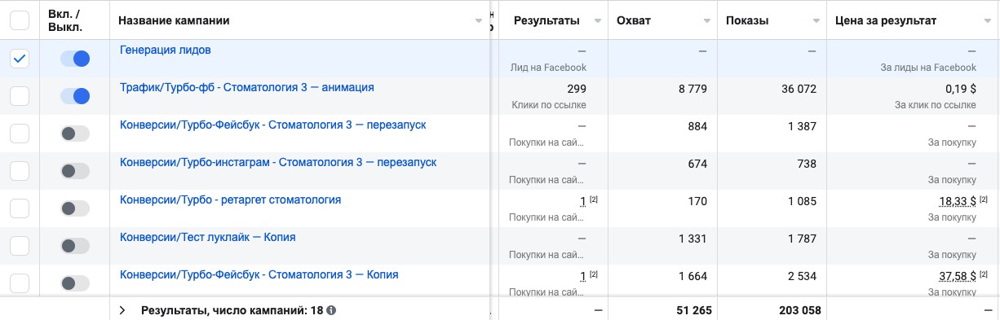 Вкл. / Выкл. Название кампании Результаты Охват Показы Цена за результат
Генерация лидов — — — —
Лид на Facebook За лиды на Facebook
Трафик/Турбо-фб - Стоматология 3 — анимация 299 8 779 36 072 0,19 $
Клики по ссылке За клик по ссылке
Конверсии/Турбо-Фейсбук - Стоматология 3 — перезапуск — 884 1 387 —
Покупки на сай... За покупку
Конверсии/Турбо-инстаграм - Стоматология 3 — перезапуск — 674 738 —
Покупки на сай... За покупку
Конверсии/Турбо - ретаргет стоматология 1 [2] 170 1 085 18,33 $ [2]
Покупки на сай... За покупку
Конверсии/Тест луклайк — Копия — 1 331 1 787 —
Покупки на сай... За покупку
Конверсии/Турбо-Фейсбук - Стоматология 3 — Копия 1 [2] 1 664 2 534 37,58 $ [2]
Покупки на сай... За покупку
Результаты, число кампаний: 18 — 51 265 203 058 —